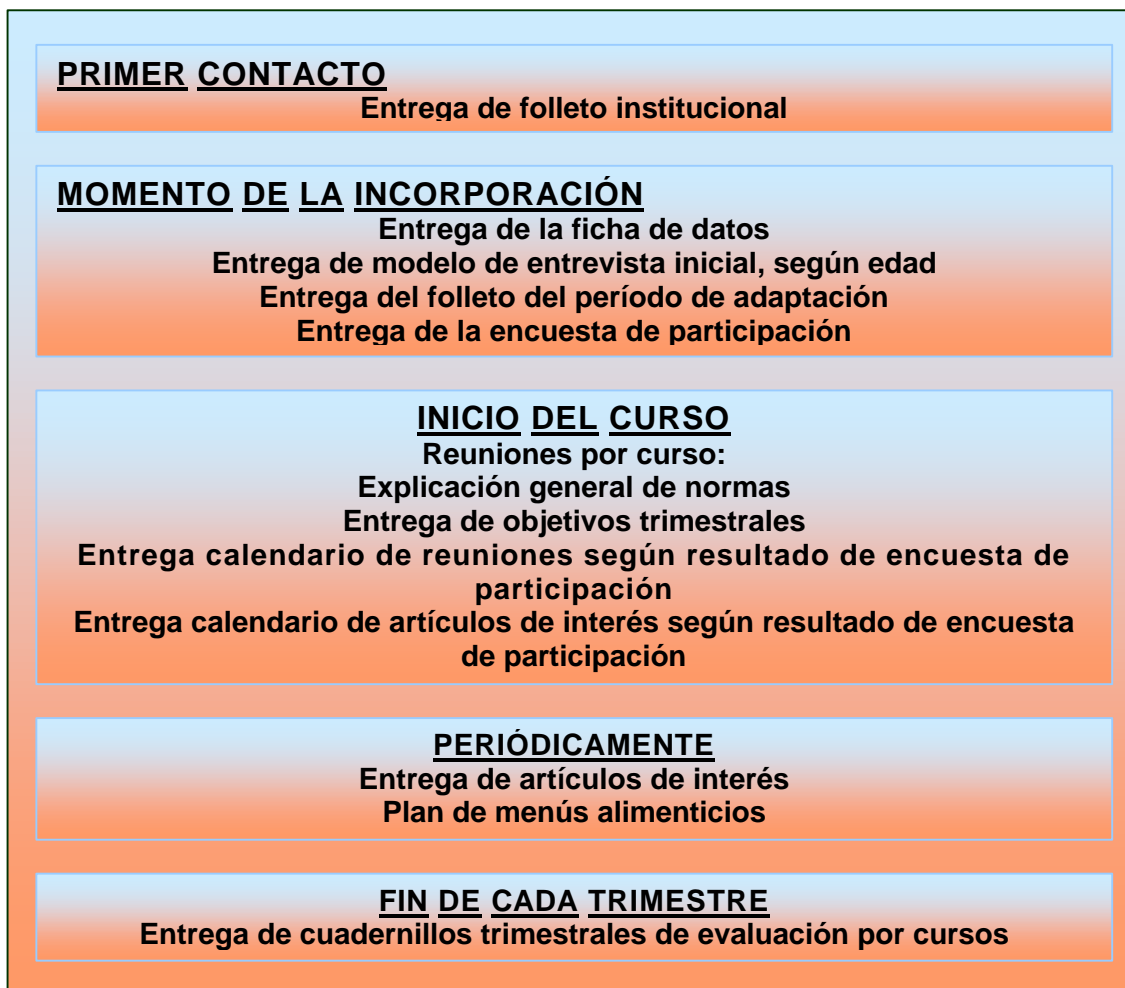 PRIMER CONTACTO
Entrega de folleto institucional
MOMENTO DE LA INCORPORACIÓN
Entrega de la ficha de datos
Entrega de modelo de entrevista inicial, según edad
Entrega del folleto del período de adaptación
Entrega de la encuesta de participación
INICIO DEL CURSO
Reuniones por curso:
Explicación general de normas
Entrega de objetivos trimestrales
Entrega calendario de reuniones según resultado de encuesta de
participación
Entrega calendario de artículos de interés según resultado de encuesta
de participación
PERIÓDICAMENTE
Entrega de artículos de interés
Plan de menús alimenticios
FIN DE CADA TRIMESTRE
Entrega de cuadernillos trimestrales de evaluación por cursos